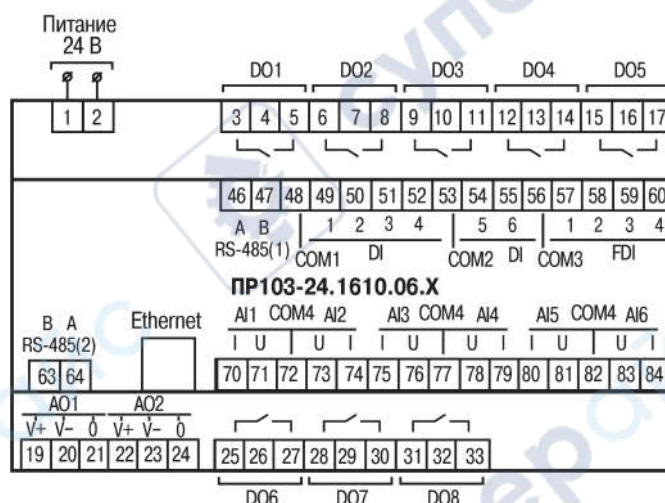 Питание
24 В
DO1 DO2 DO3 DO4 DO5
1 2 3 4 5 6 7 8 9 10 11 12 13 14 15 16 17
46 47 48 49 50 51 52 53 54 55 56 57 58 59 60
A B 1 2 3 4 5 6 1 2 3 4
RS-485(1) COM1 DI COM2 DI COM3 FDI
ПР103-24.1610.06.X
B A Ethernet AI1 COM4 AI2 AI3 COM4 AI4 AI5 COM4 AI6
RS-485(2) I U U I I U U I I U U I
63 64 70 71 72 73 74 75 76 77 78 79 80 81 82 83 84
AO1 AO2
V+ V- 0 V+ V- 0
19 20 21 22 23 24 25 26 27 28 29 30 31 32 33
DO6 DO7 DO8